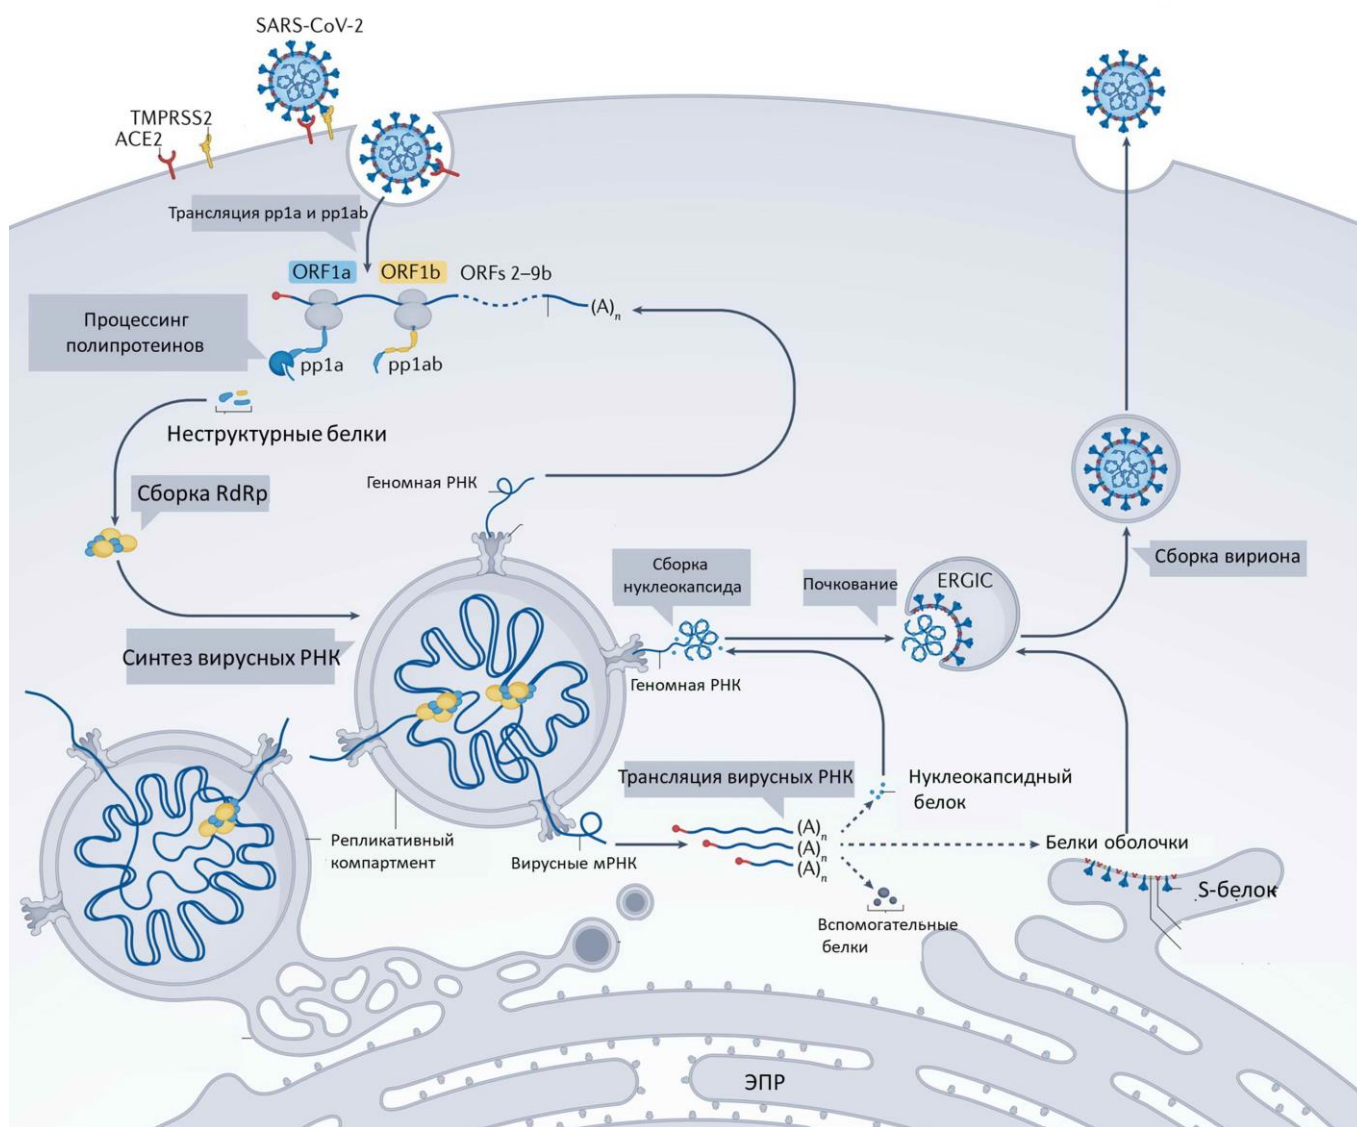 SARS-CoV-2
TMPRSS2
ACE2
Трансляция pp1a и pp1ab
ORF1a
ORF1b
ORFs 2–9b
(A)n
Процессинг
полипротеинов
pp1a
pp1ab
Неструктурные белки
Сборка RdRp
Геномная РНК
Синтез вирусных РНК
Сборка
нуклеокапсида
Геномная РНК
Почкование
ERGIC
Сборка вириона
Трансляция вирусных РНК
Нуклеокапсидный
белок
(A)n
(A)n
(A)n
Репликативный
компартмент
Вирусные мРНК
Белки оболочки
S-белок
Вспомогательные
белки
ЭПР